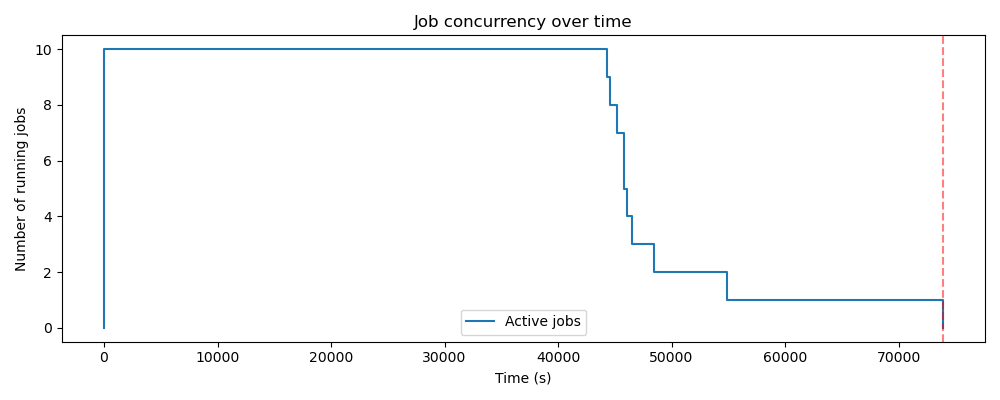 Job concurrency over time
Number of running jobs
10
8
6
4
2
0
Active jobs
0 10000 20000 30000 40000 50000 60000 70000
Time (s)